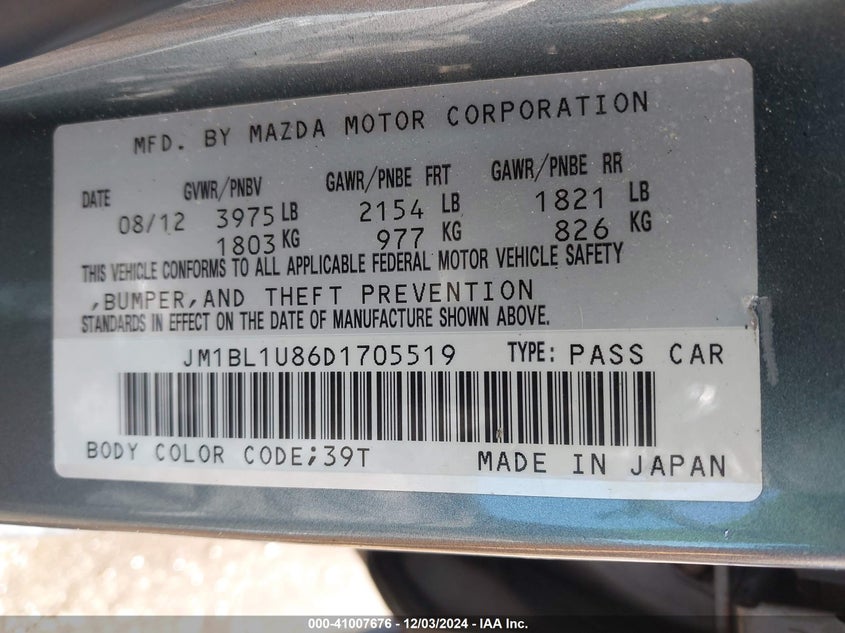 MFD. BY MAZDA MOTOR CORPORATION
DATE GVWR/PNBV GAWR/PNBE FRT GAWR/PNBE RR
08/12 3975 LB 2154 LB 1821 LB
1803 KG 977 KG 826 KG
THIS VEHICLE CONFORMS TO ALL APPLICABLE FEDERAL MOTOR VEHICLE SAFETY
,BUMPER,AND THEFT PREVENTION
STANDARDS IN EFFECT ON THE DATE OF MANUFACTURE SHOWN ABOVE.
JM1BL1U86D1705519 TYPE: PASS CAR
BODY COLOR CODE;39T MADE IN JAPAN
000-41007676 - 12/03/2024 - IAA Inc.